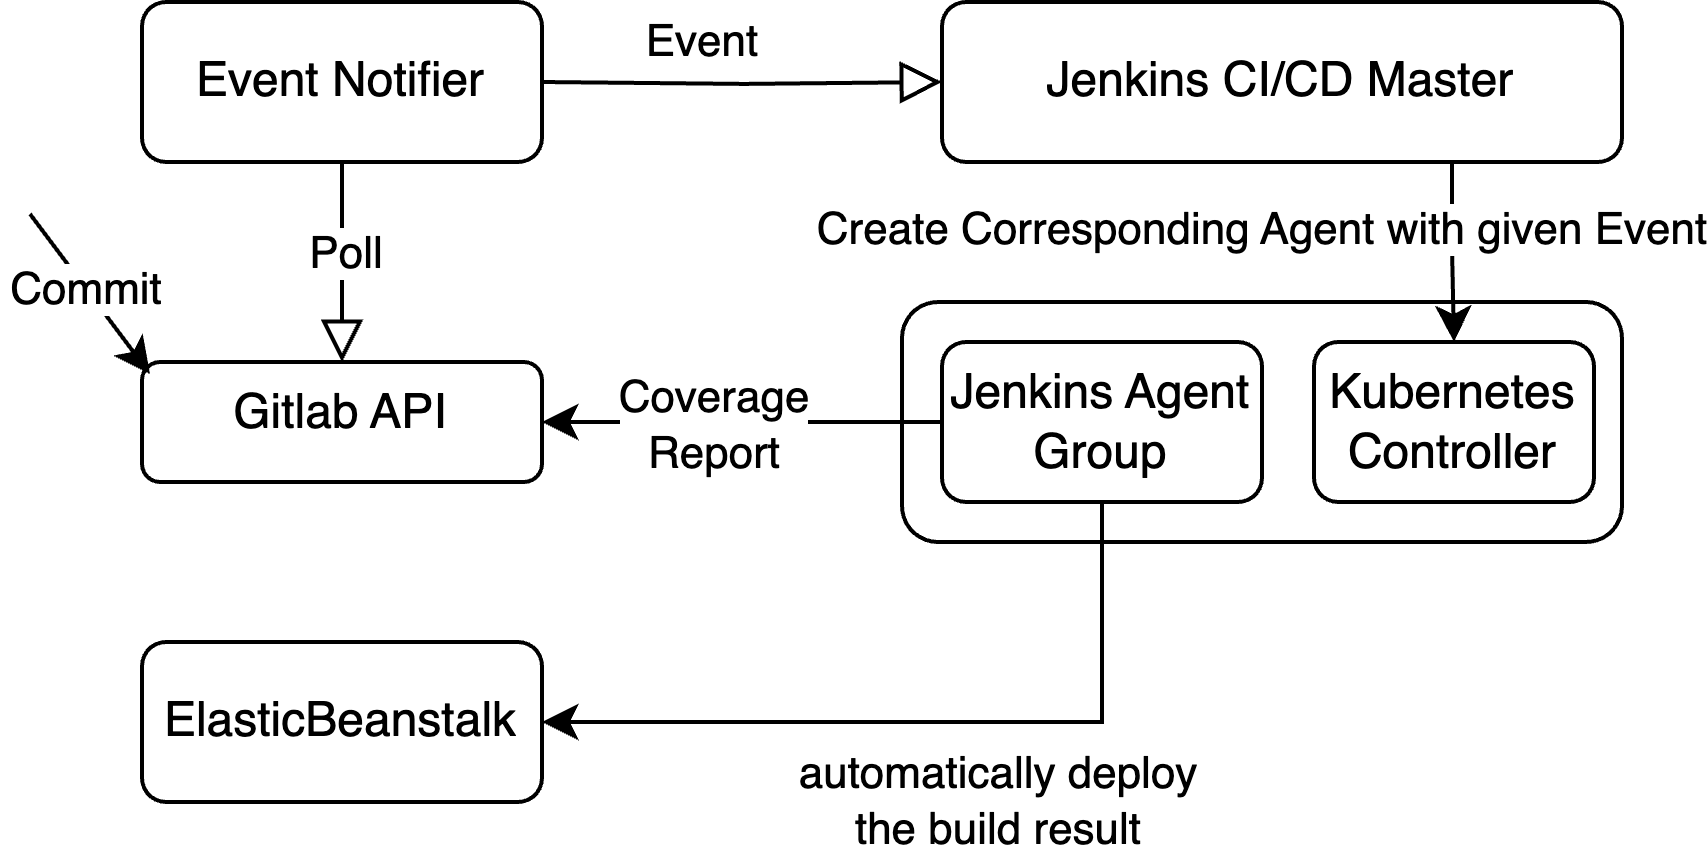 Event Notifier
Event
Jenkins CI/CD Master
Poll
Create Corresponding Agent with given Event
Commit
Gitlab API
Coverage
Report
Jenkins Agent
Group
Kubernetes
Controller
ElasticBeanstalk
automatically deploy
the build result